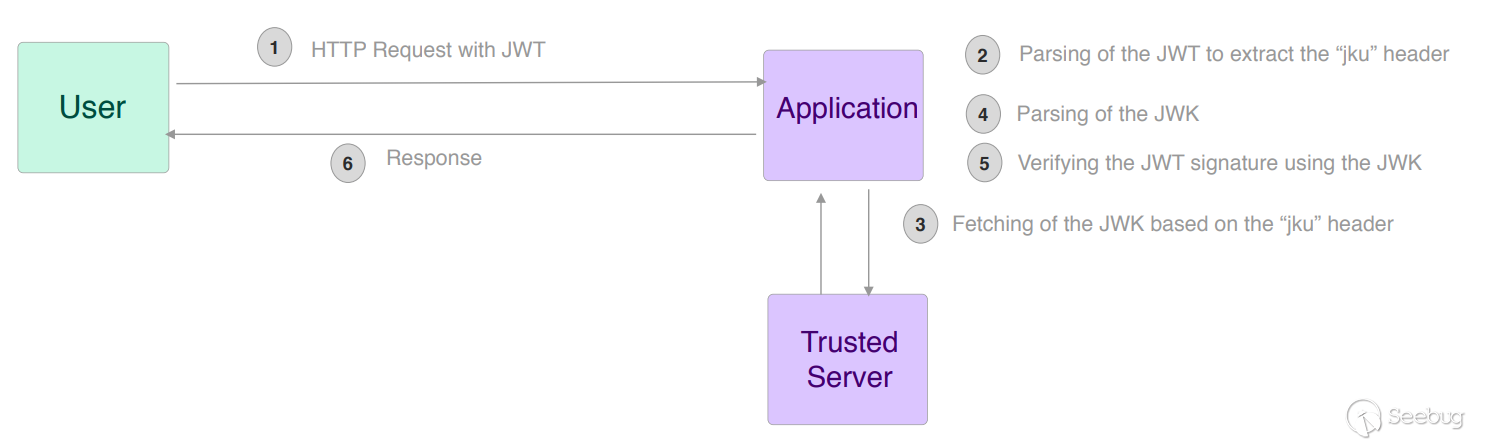 1 HTTP Request with JWT
2 Parsing of the JWT to extract the “jku” header
User
Application
4 Parsing of the JWK
6 Response
5 Verifying the JWT signature using the JWK
3 Fetching of the JWK based on the “jku” header
Trusted
Server
Seebug